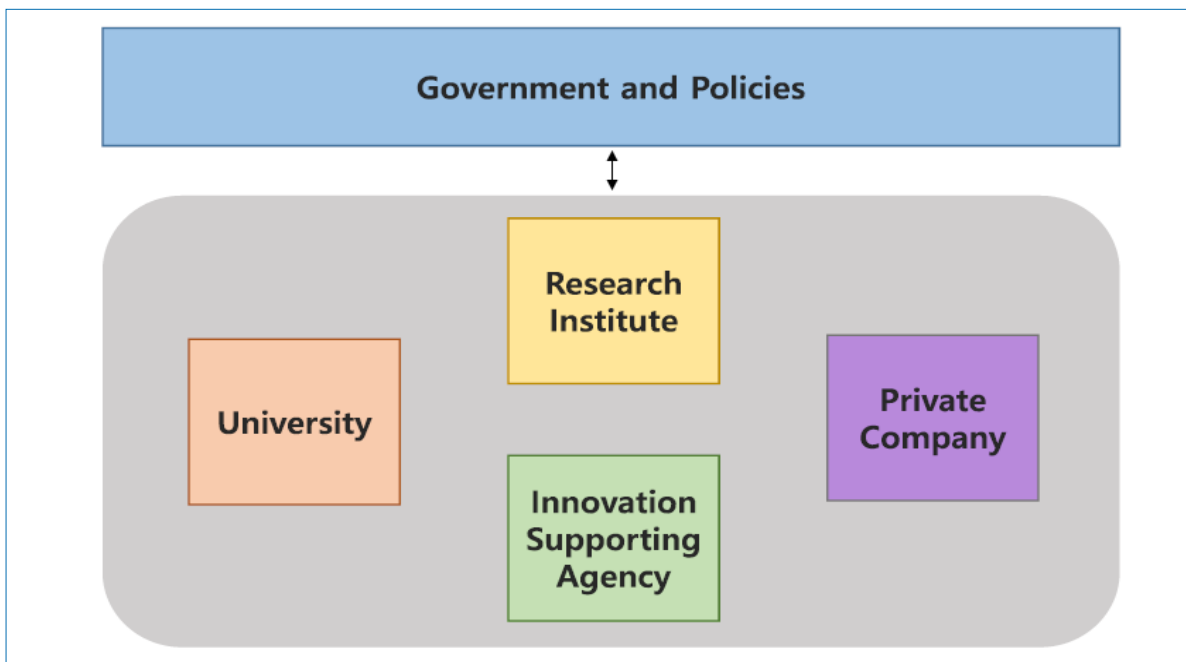 Government and Policies
Research
Institute
University
Private
Company
Innovation
Supporting
Agency